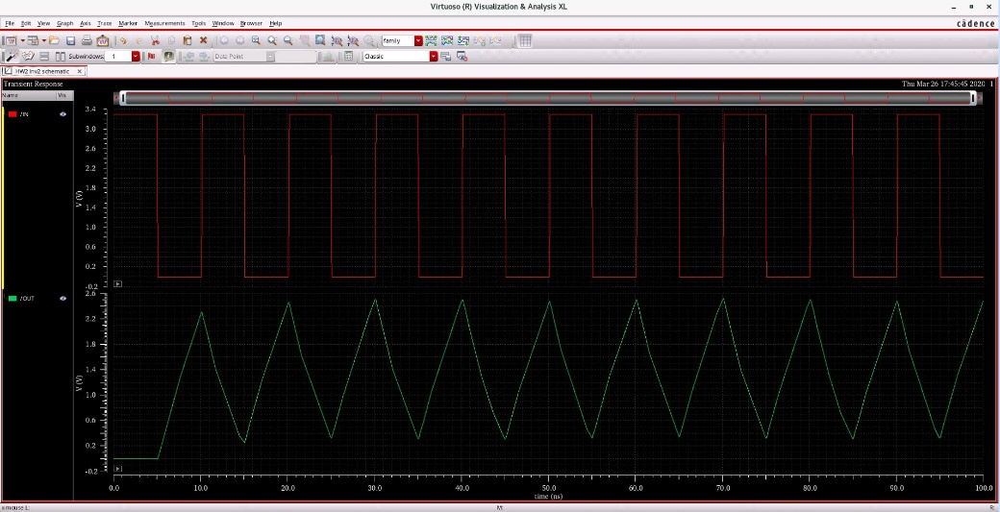 Virtuoso (R) Visualization & Analysis XL
File Edit View Graph Axis Trace Marker Measurements Tools Window Browser Help
cādence
family
Subwindows: 1
Data Point
Classic
HW2 inv2 schematic
Transient Response
Thu Mar 26 17:45:45 2020 1
Name Vis
/IN
3.4
3.0
2.6
2.2
1.8
1.4
1.0
0.6
0.2
-0.2
V (V)
/OUT
2.6
2.2
1.8
1.4
1.0
0.6
0.2
-0.2
V (V)
0.0 10.0 20.0 30.0 40.0 50.0 60.0 70.0 80.0 90.0 100.0
time (ns)
mouse L: M: R: